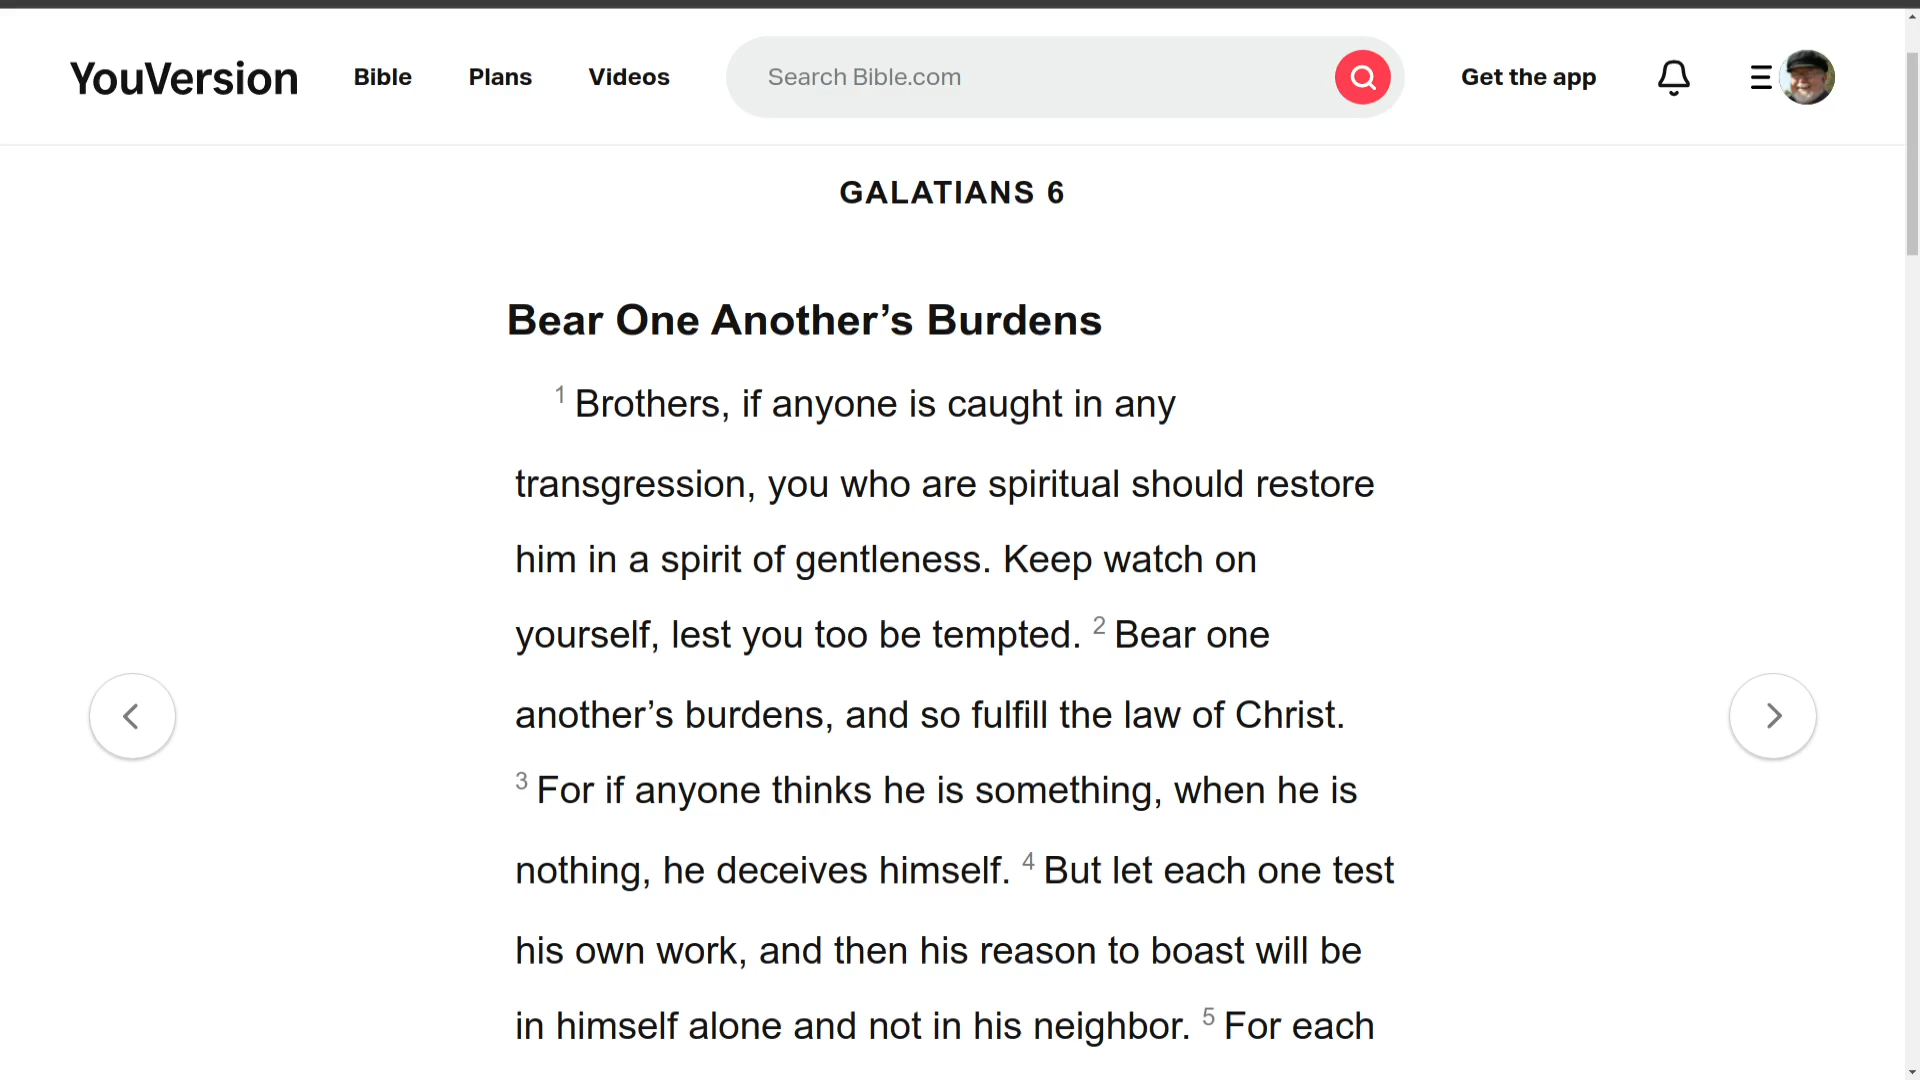 YouVersion Bible Plans Videos Search Bible.com Get the app
GALATIANS 6
Bear One Another’s Burdens
1 Brothers, if anyone is caught in any
transgression, you who are spiritual should restore
him in a spirit of gentleness. Keep watch on
yourself, lest you too be tempted. 2 Bear one
another’s burdens, and so fulfill the law of Christ.
3 For if anyone thinks he is something, when he is
nothing, he deceives himself. 4 But let each one test
his own work, and then his reason to boast will be
in himself alone and not in his neighbor. 5 For each